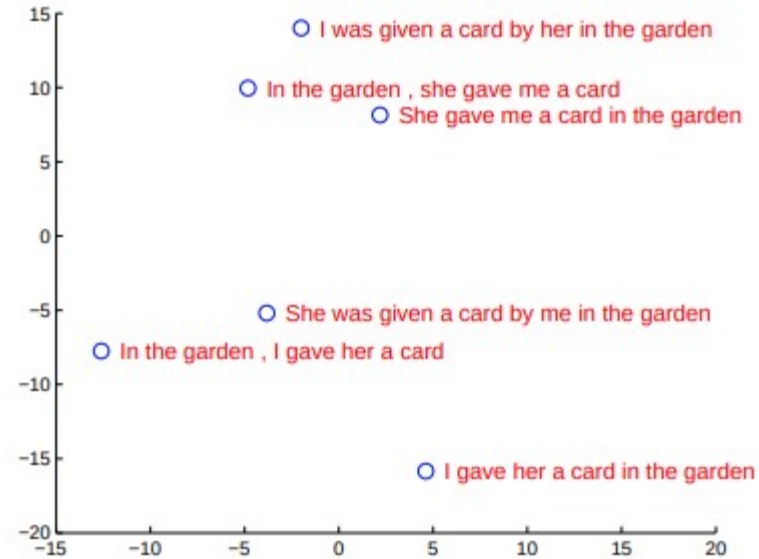 15
I was given a card by her in the garden
10
In the garden , she gave me a card
She gave me a card in the garden
5
0
−5
She was given a card by me in the garden
In the garden , I gave her a card
−10
−15
I gave her a card in the garden
−20
−15 −10 −5 0 5 10 15 20